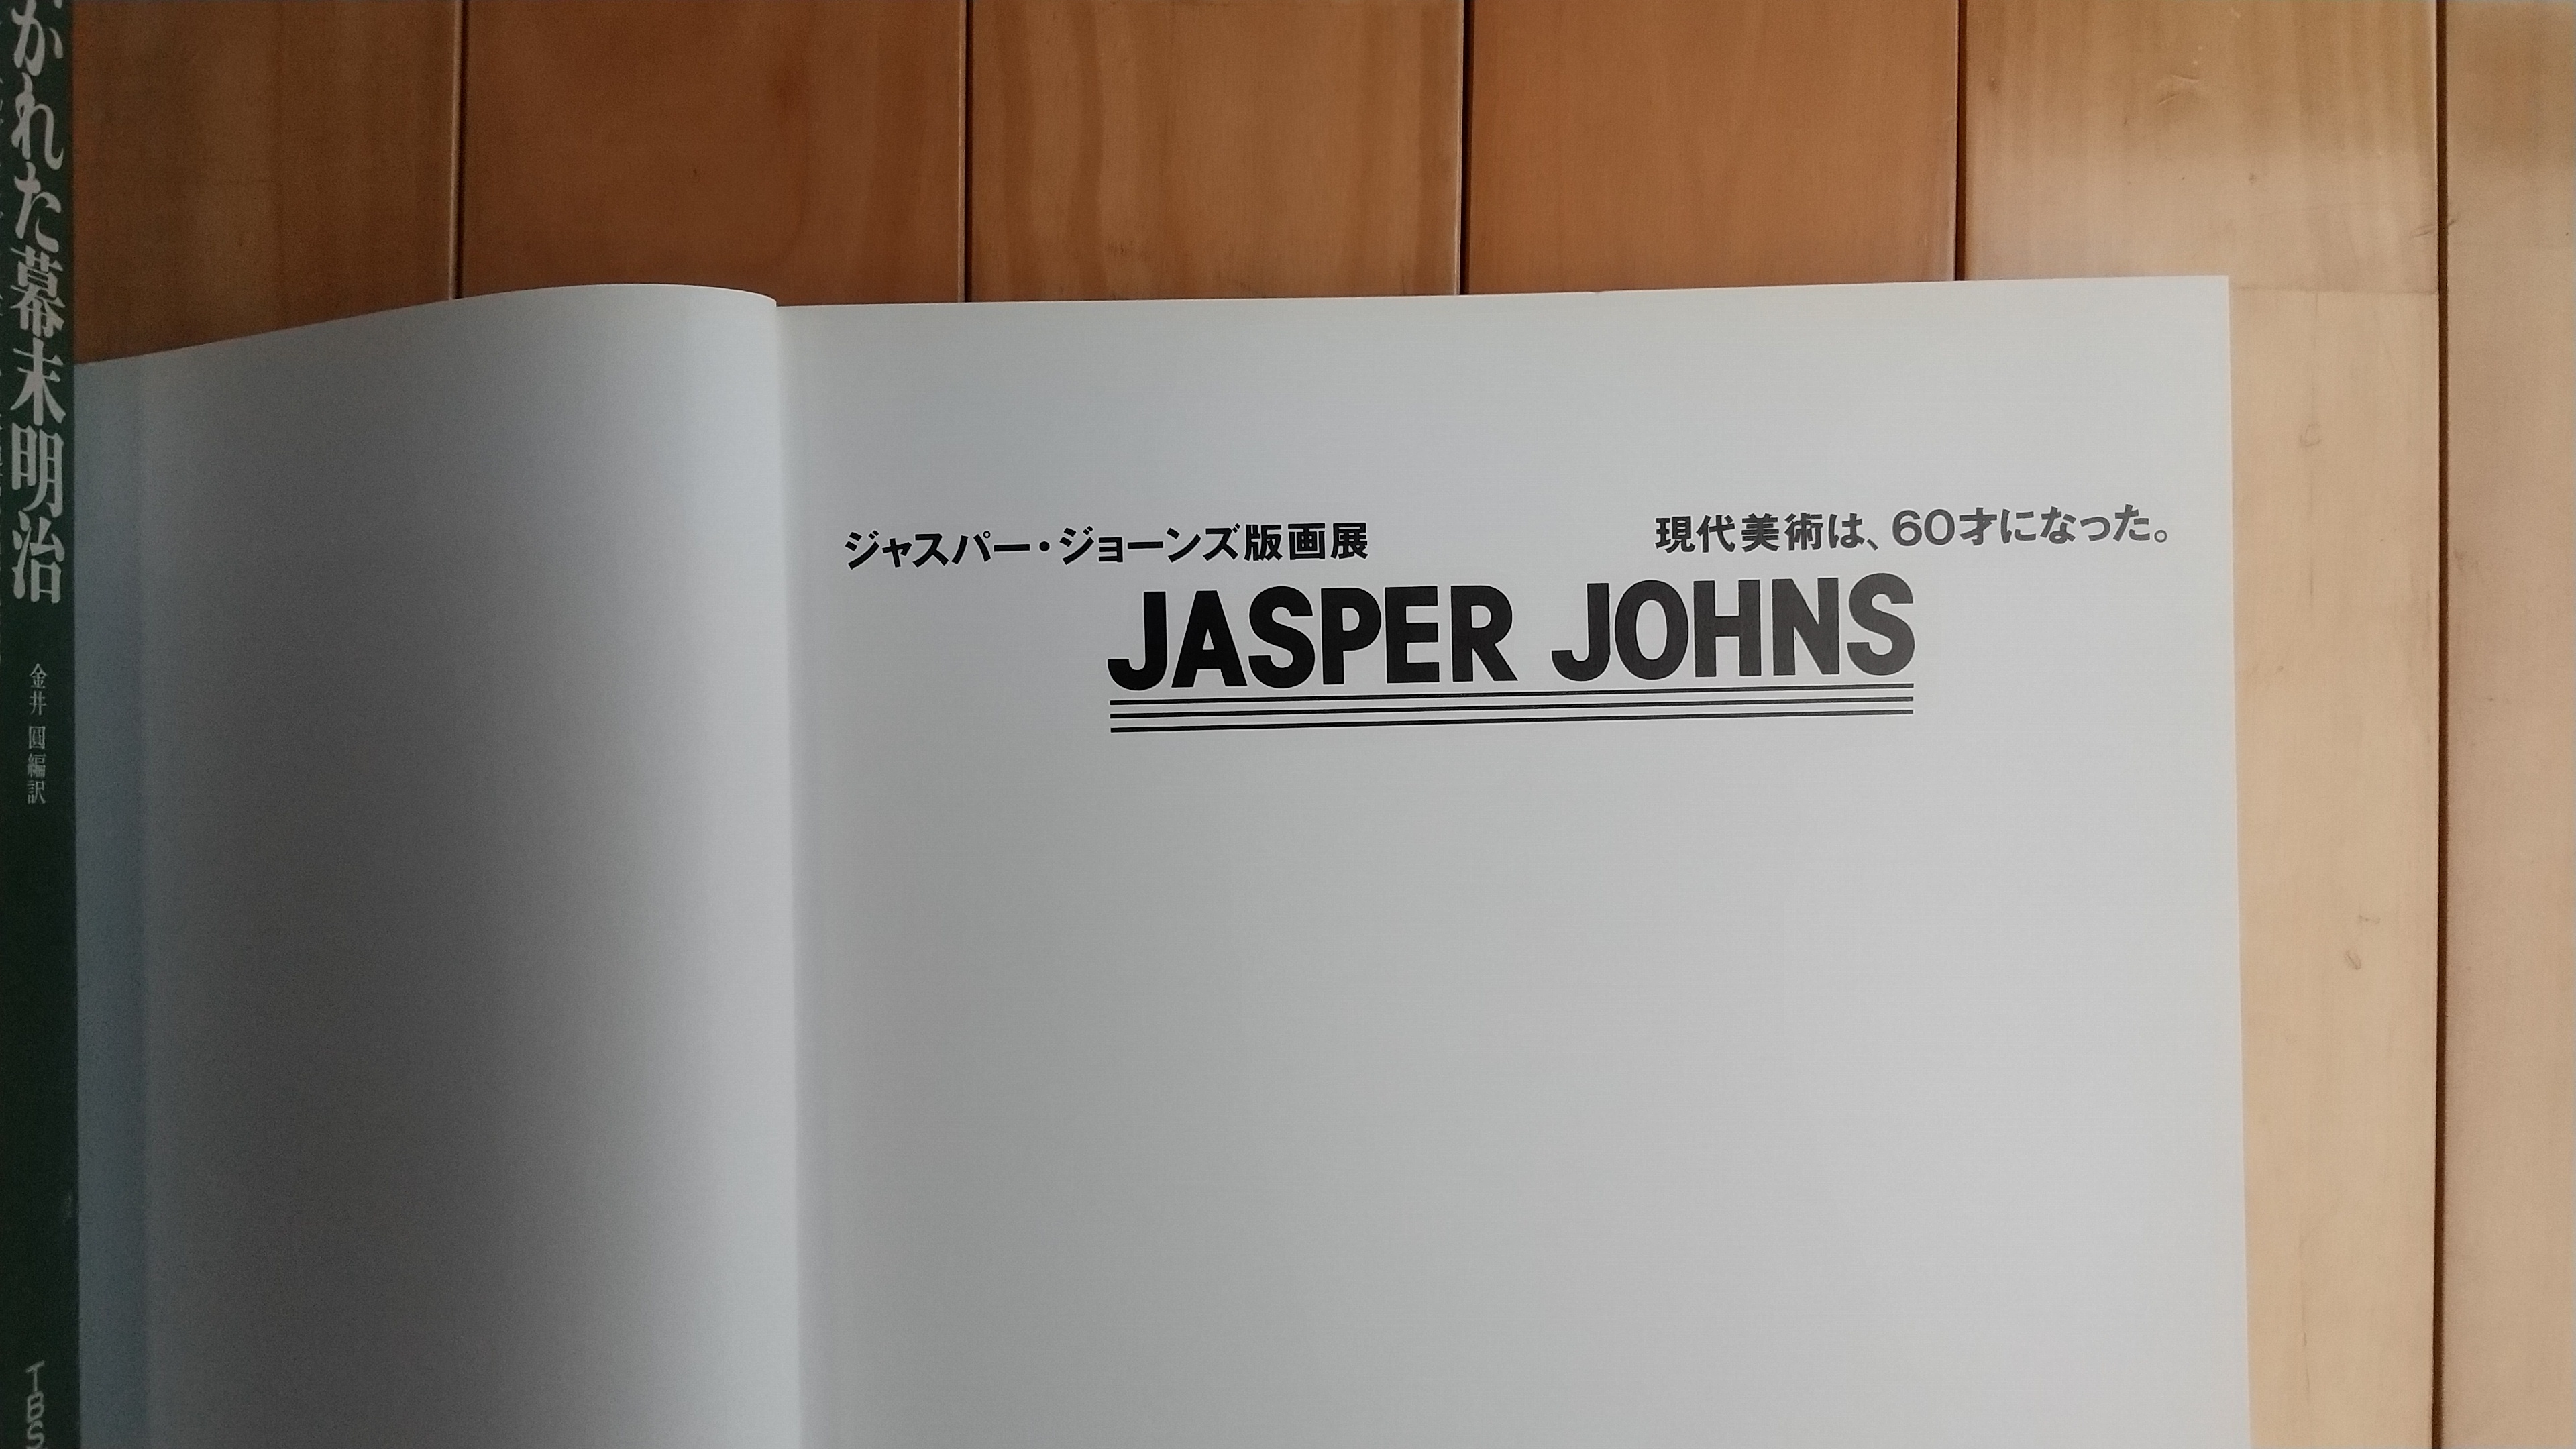 ジャスパー・ジョーンズ版画展
現代美術は、60才になった。
JASPER JOHNS
かれた幕末明治
金井圓編訳
TBS